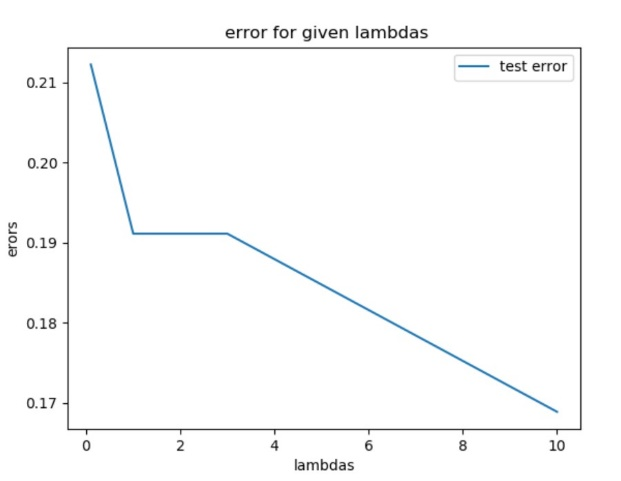 error for given lambdas
test error
0.21
0.20
0.19
0.18
0.17
erors
0 2 4 6 8 10
lambdas